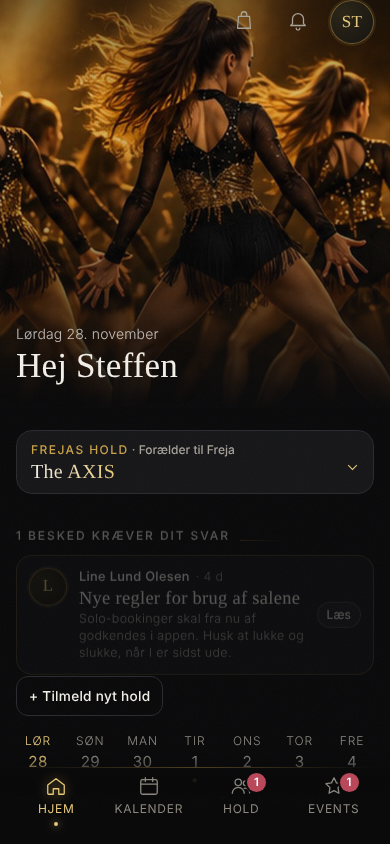 ST
Lørdag 28. november
Hej Steffen
FREJAS HOLD · Forælder til Freja
The AXIS
1 BESKED KRÆVER DIT SVAR
L
Line Lund Olesen · 4 d
Nye regler for brug af salene
Solo-bookinger skal fra nu af
godkendes i appen. Husk at lukke og
slukke, når I er sidst ude.
Læs
+ Tilmeld nyt hold
LØR SØN MAN TIR ONS TOR FRE
28 29 30 1 2 3 4
1 1
HJEM KALENDER HOLD EVENTS